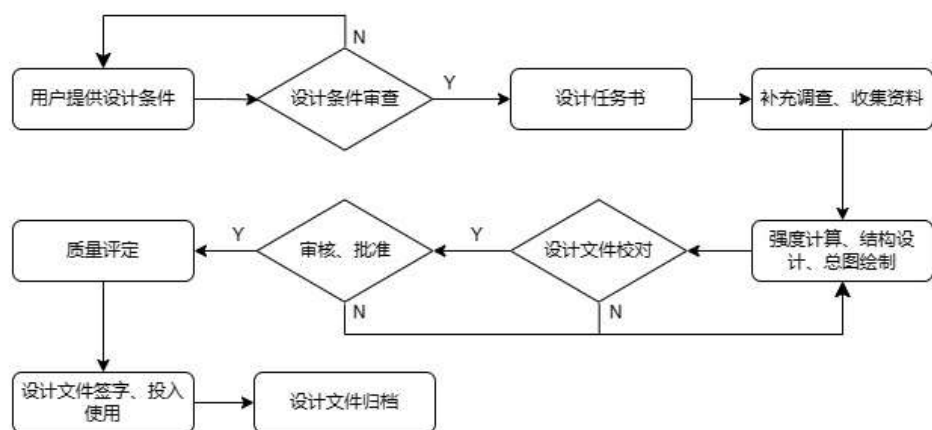 N
用户提供设计条件
设计条件审查
Y
设计任务书
补充调查、收集资料
质量评定
Y
审核、批准
Y
设计文件校对
强度计算、结构设
计、总图绘制
N
N
设计文件签字、投入
使用
设计文件归档